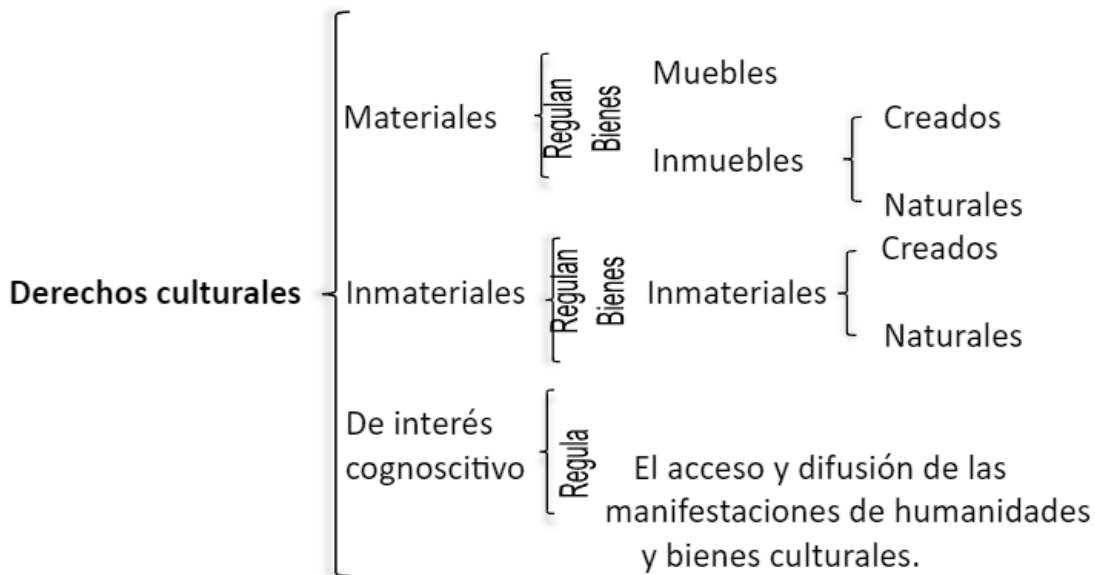 Derechos culturales
Materiales
Regulan
Bienes
Muebles
Inmuebles
Creados
Naturales
Inmateriales
Regulan
Bienes
Inmateriales
Creados
Naturales
De interés
cognoscitivo
Regula
El acceso y difusión de las
manifestaciones de humanidades
y bienes culturales.